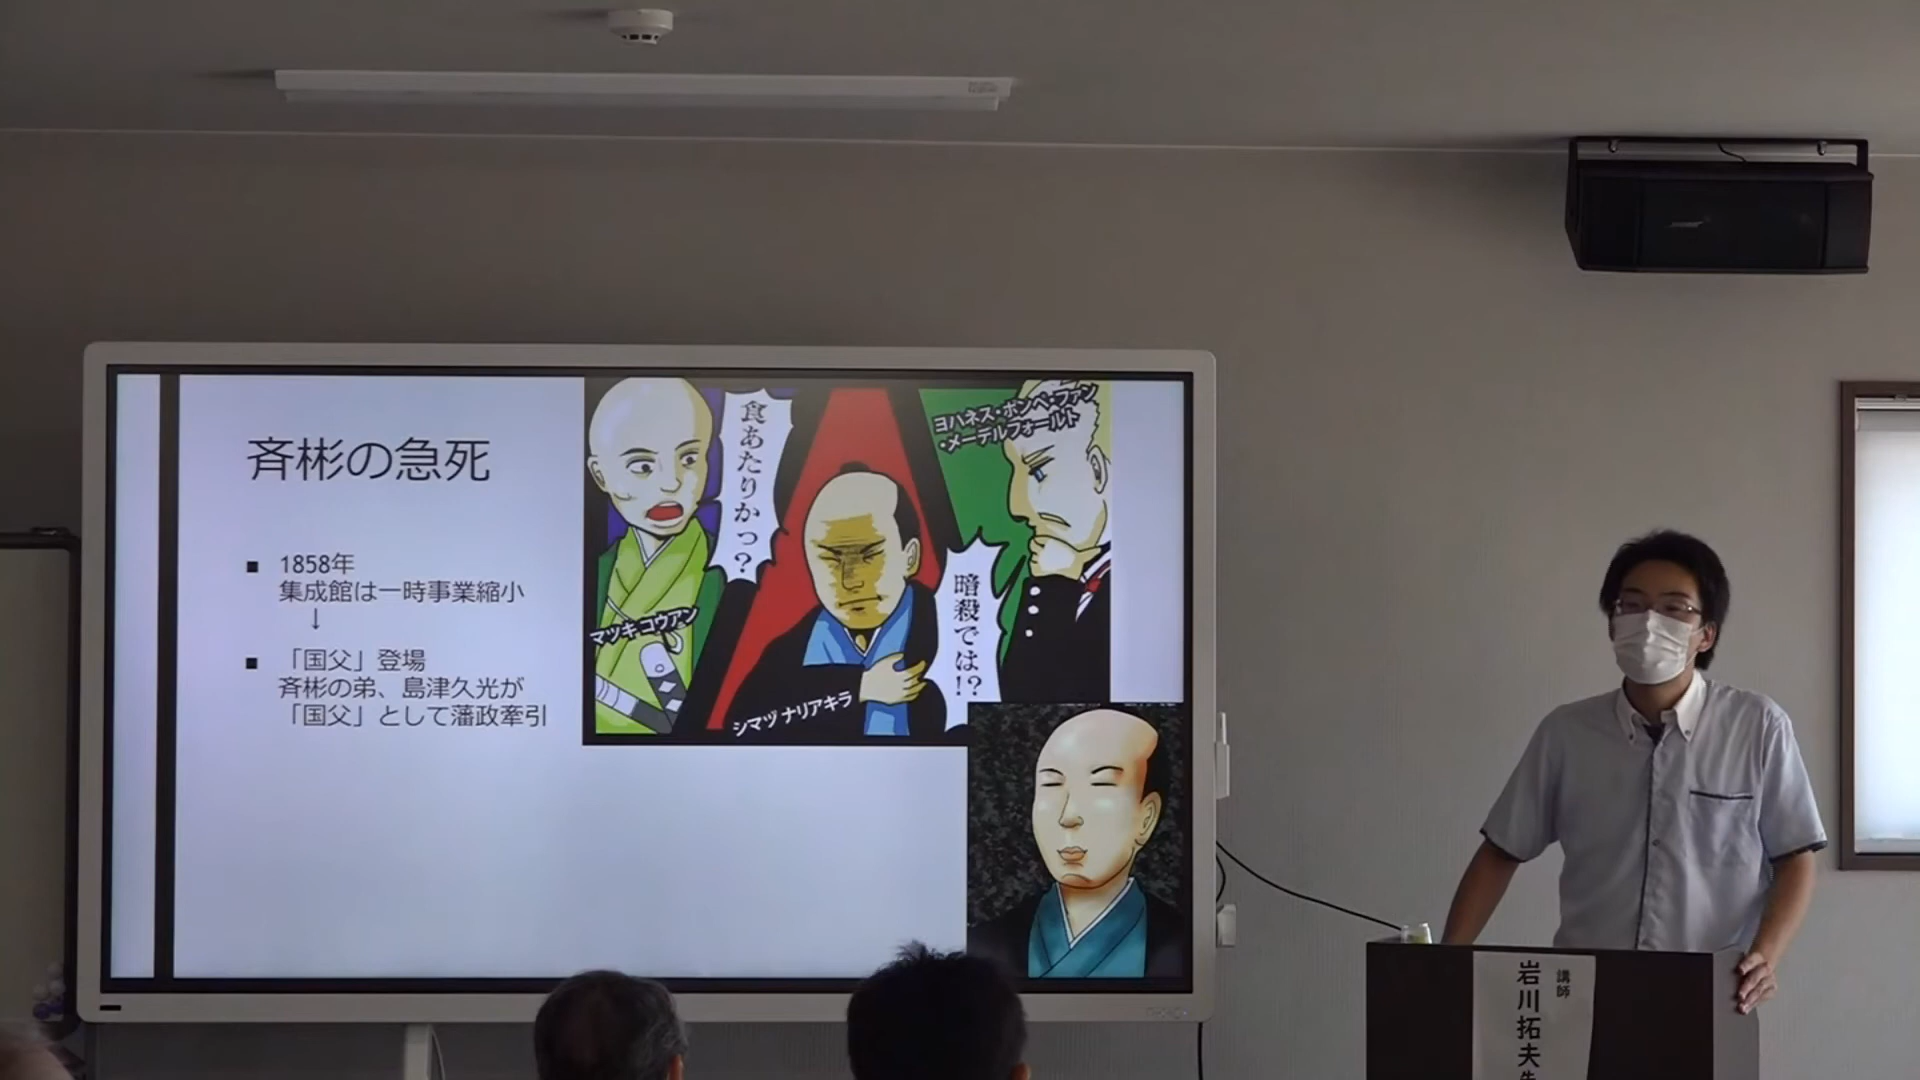 斉彬の急死
■ 1858年
集成館は一時事業縮小
↓
■ 「国父」登場
斉彬の弟、島津久光が
「国父」として藩政牽引
食あたりかっ?
マツキ コウアン
シマヅ ナリアキラ
ヨハネス・ポンペ・ファン
・メーデルフォールト
暗殺では!?
BOSE
講師
岩川拓夫